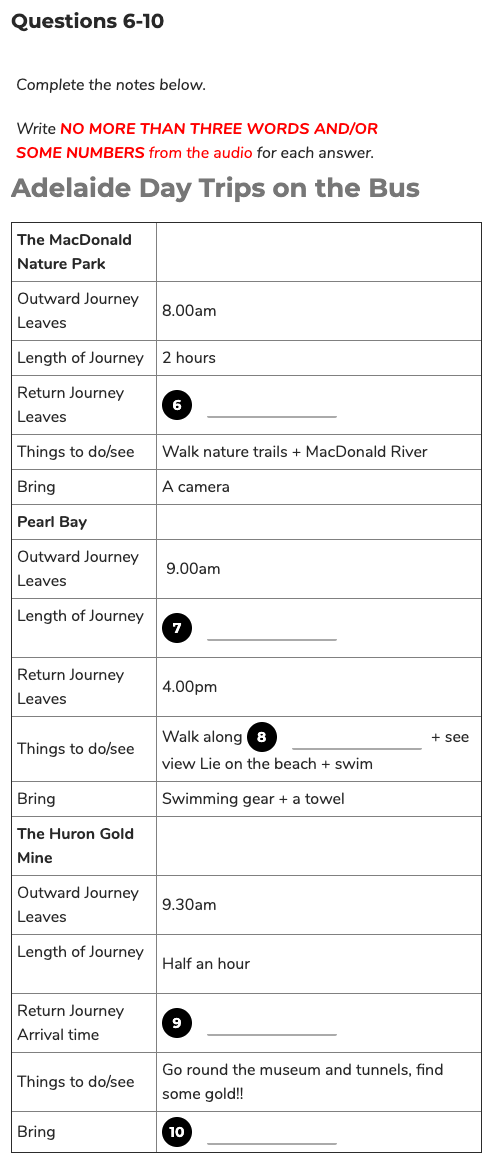 Questions 6-10
Complete the notes below.
Write NO MORE THAN THREE WORDS AND/OR
SOME NUMBERS from the audio for each answer.
Adelaide Day Trips on the Bus
The MacDonald
Nature Park
Outward Journey
Leaves
8.00am
Length of Journey
2 hours
Return Journey
Leaves
6
Things to do/see
Walk nature trails + MacDonald River
Bring
A camera
Pearl Bay
Outward Journey
Leaves
9.00am
Length of Journey
7
Return Journey
Leaves
4.00pm
Things to do/see
Walk along 8 + see
view Lie on the beach + swim
Bring
Swimming gear + a towel
The Huron Gold
Mine
Outward Journey
Leaves
9.30am
Length of Journey
Half an hour
Return Journey
Arrival time
9
Things to do/see
Go round the museum and tunnels, find
some gold!!
Bring
10